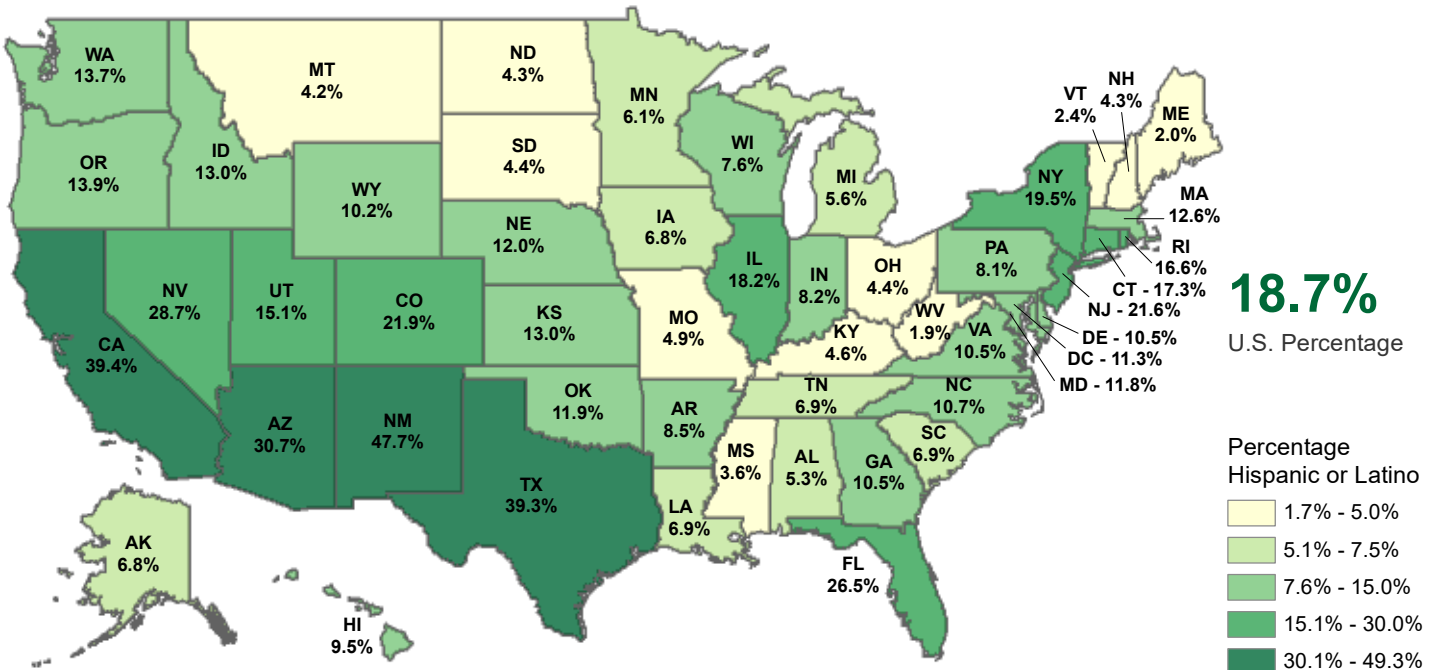 WA
13.7%
MT
4.2%
ND
4.3%
MN
6.1%
VT
2.4%
NH
4.3%
ME
2.0%
OR
13.9%
ID
13.0%
WY
10.2%
SD
4.4%
WI
7.6%
MI
5.6%
NY
19.5%
MA
12.6%
RI
16.6%
CT - 17.3%
NJ - 21.6%
DE - 10.5%
DC - 11.3%
MD - 11.8%
NV
28.7%
UT
15.1%
CO
21.9%
NE
12.0%
IA
6.8%
IL
18.2%
IN
8.2%
OH
4.4%
PA
8.1%
CA
39.4%
KS
13.0%
MO
4.9%
KY
4.6%
WV
1.9%
VA
10.5%
AZ
30.7%
NM
47.7%
OK
11.9%
AR
8.5%
TN
6.9%
NC
10.7%
TX
39.3%
LA
6.9%
MS
3.6%
AL
5.3%
GA
10.5%
SC
6.9%
AK
6.8%
HI
9.5%
FL
26.5%
18.7%
U.S. Percentage
Percentage
Hispanic or Latino
1.7% - 5.0%
5.1% - 7.5%
7.6% - 15.0%
15.1% - 30.0%
30.1% - 49.3%